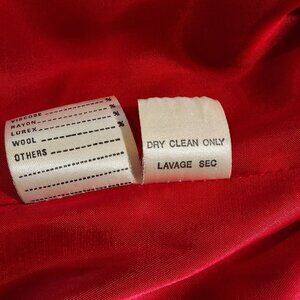 VISCOSE ---------- %
RAYON ---------- %
LUREX ---------- %
WOOL ----------
OTHERS ----------
DRY CLEAN ONLY
LAVAGE SEC